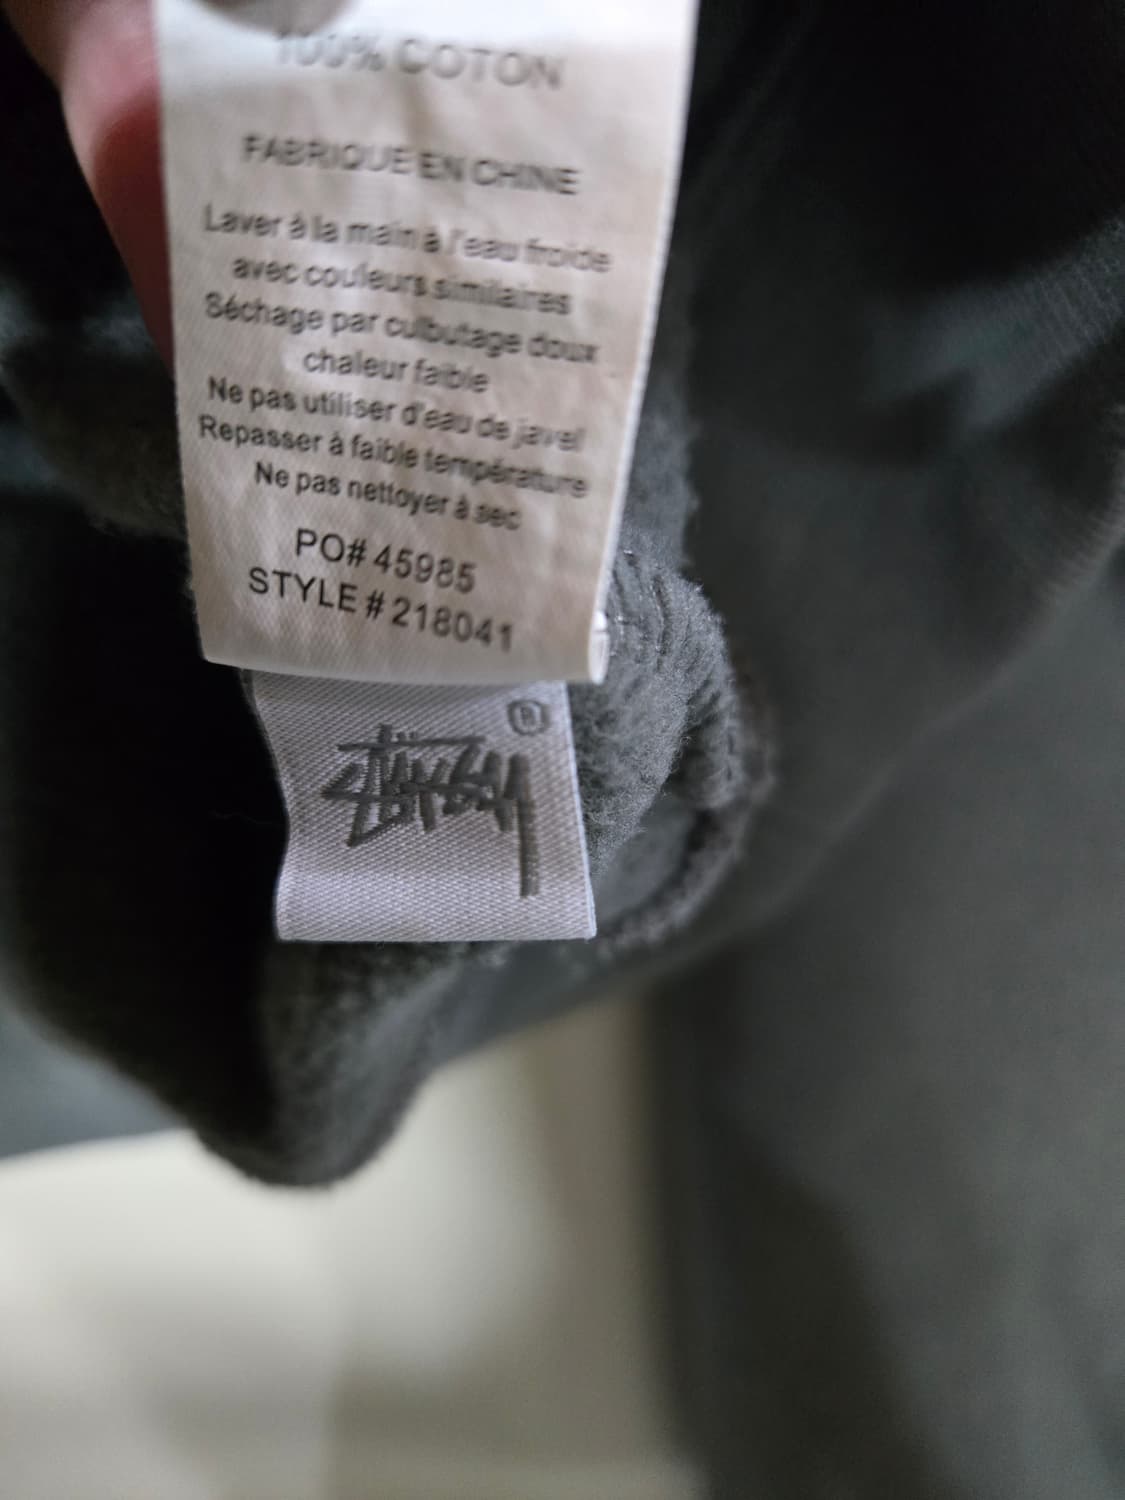 100% COTON
FABRIQUE EN CHINE
Laver à la main à l'eau froide
avec couleurs similaires
Séchage par culbutage doux
chaleur faible
Ne pas utiliser d'eau de javel
Repasser à faible température
Ne pas nettoyer à sec
PO# 45985
STYLE # 218041
®
STÜSSY